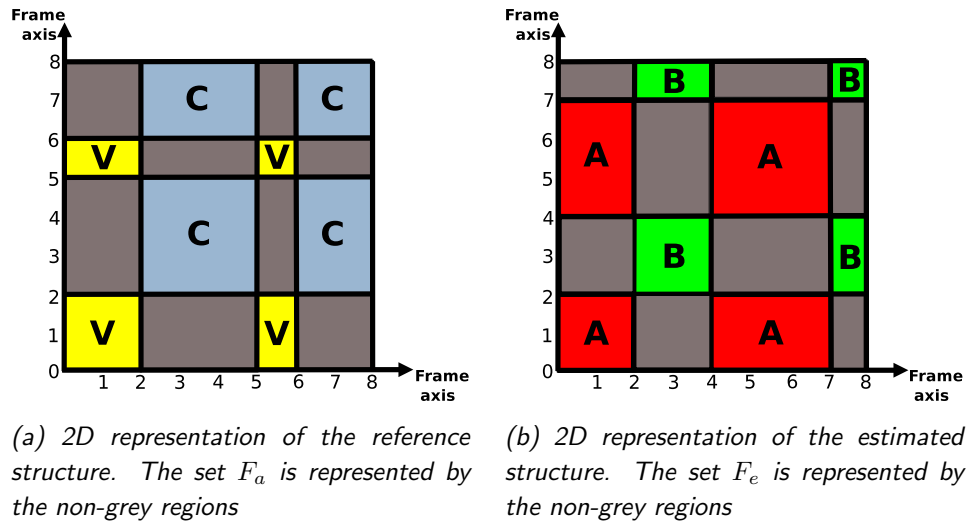 Frame
axis
8
7
6
5
4
3
2
1
0
C
C
V
V
C
C
V
V
1 2 3 4 5 6 7 8
Frame
axis
(a) 2D representation of the reference
structure. The set Fₐ is represented by
the non-grey regions
Frame
axis
8
7
6
5
4
3
2
1
0
B
B
A
A
B
B
A
A
1 2 3 4 5 6 7 8
Frame
axis
(b) 2D representation of the estimated
structure. The set Fₑ is represented by
the non-grey regions